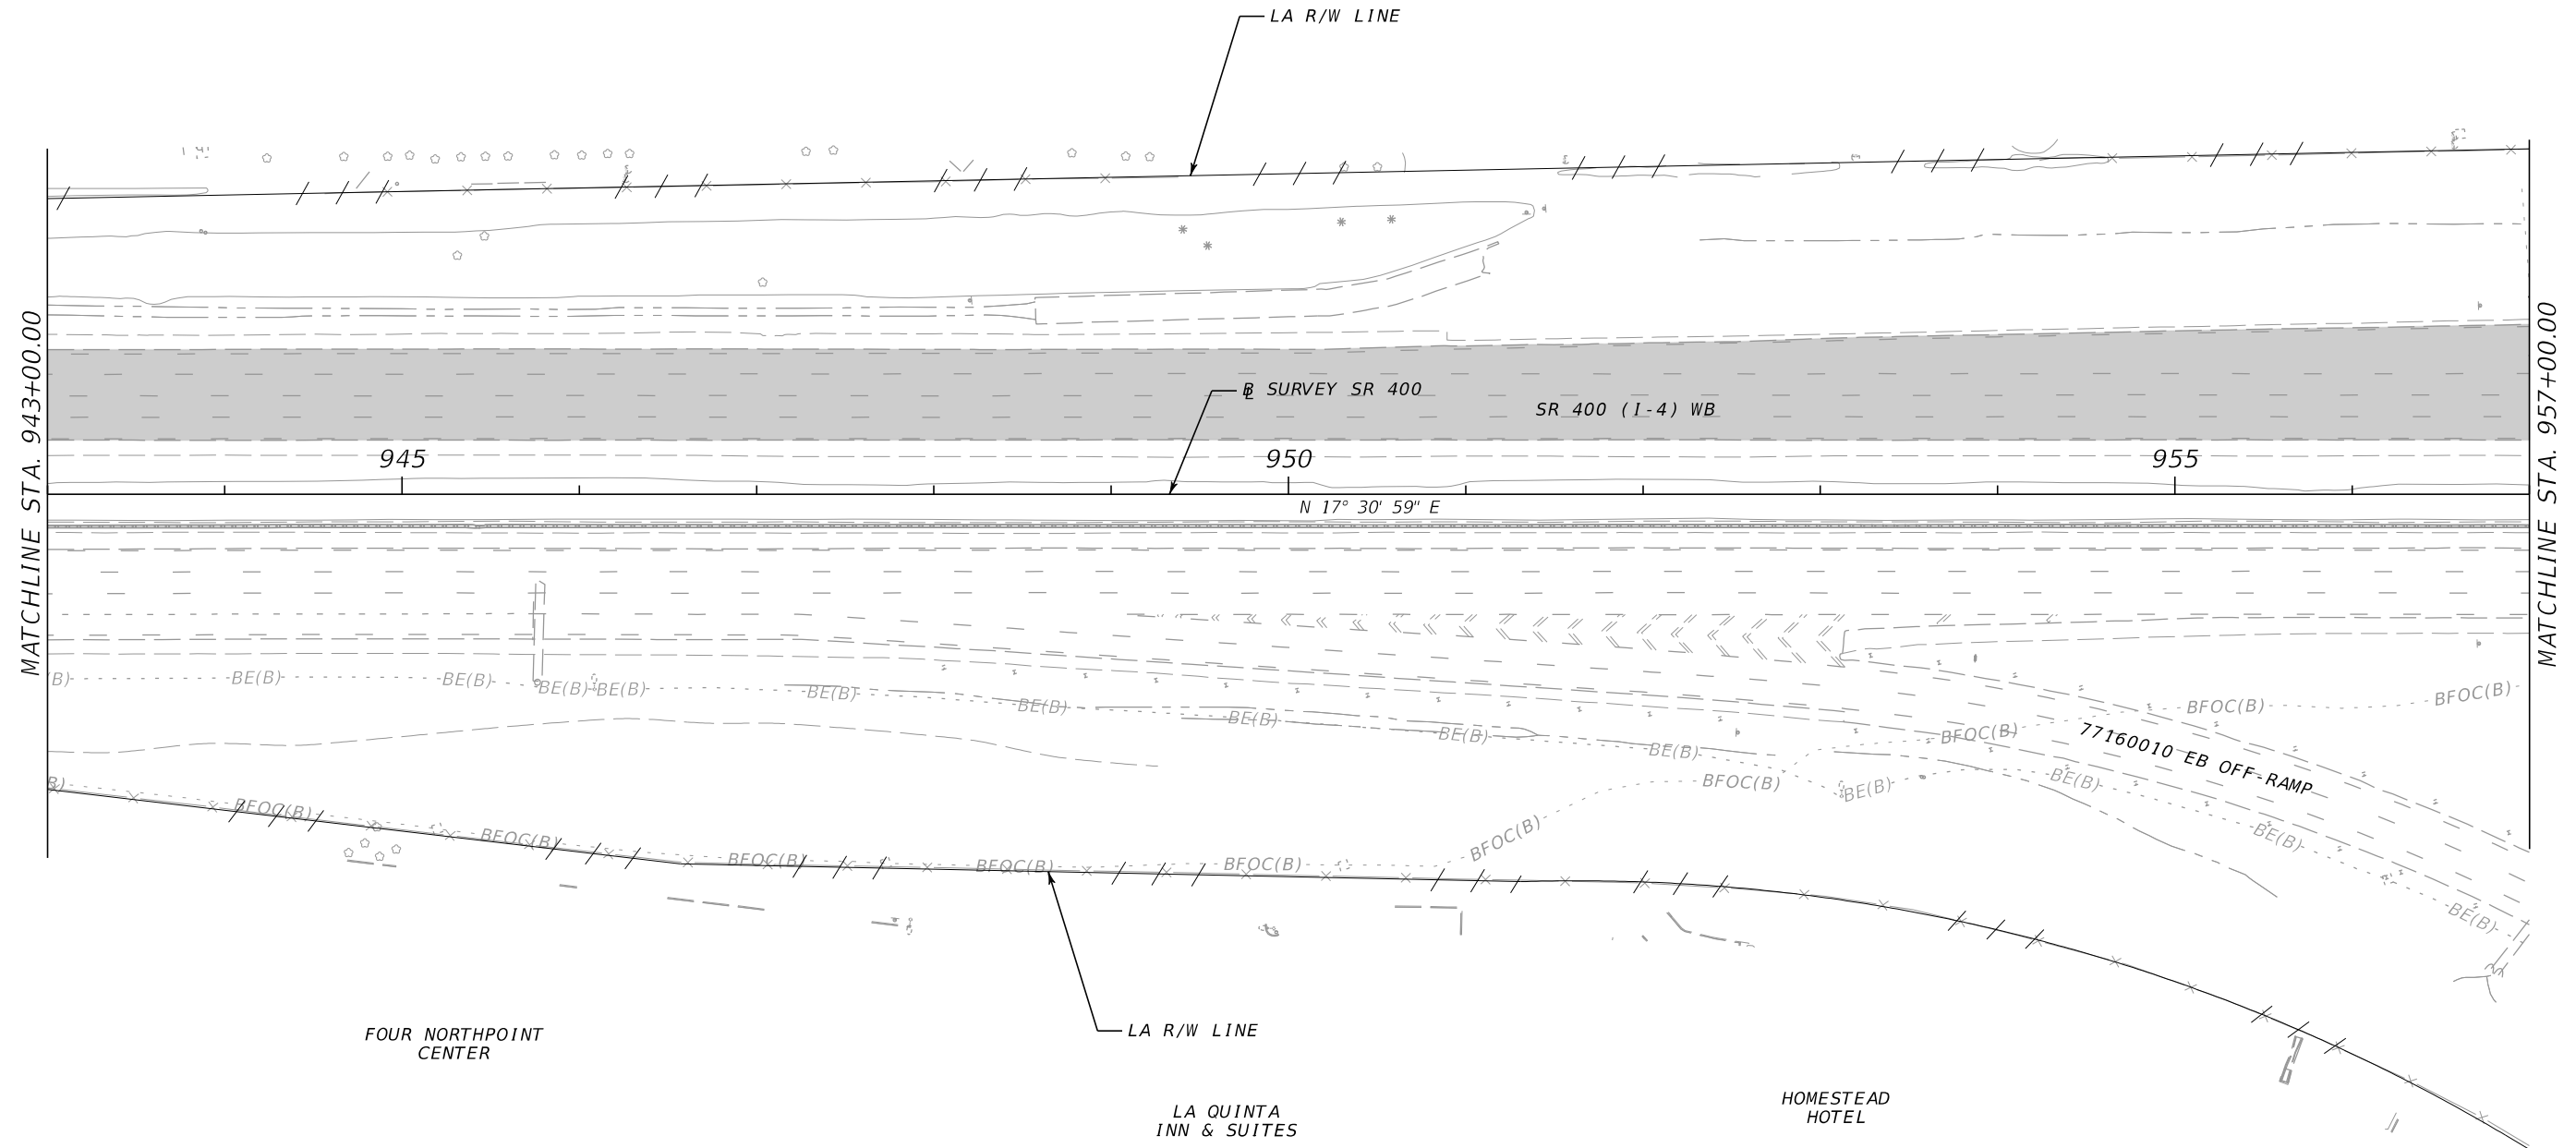 LA R/W LINE
MATCHLINE STA. 943+00.00
MATCHLINE STA. 957+00.00
BL SURVEY SR 400
SR 400 (I-4) WB
945
950
955
N 17° 30' 59" E
(B)
BE(B)
BE(B)
BE(B)
BE(B)
BE(B)
BE(B)
BE(B)
BE(B)
BE(B)
BE(B)
BE(B)
BE(B)
BE(B)
BFOC(B)
BFOC(B)
BFOC(B)
BFOC(B)
BFOC(B)
77160010 EB OFF-RAMP
B)
BFOC(B)
BFOC(B)
BFOC(B)
BFOC(B)
BFOC(B)
LA R/W LINE
FOUR NORTHPOINT
CENTER
LA QUINTA
INN & SUITES
HOMESTEAD
HOTEL